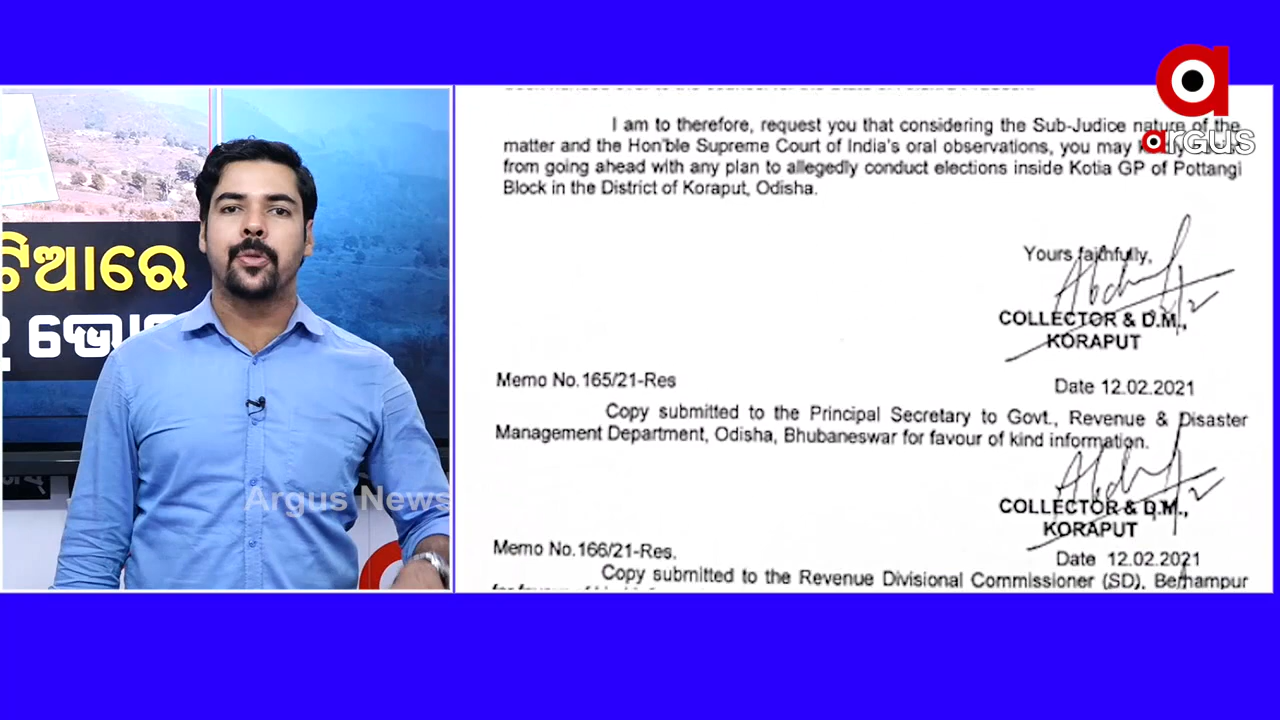 ଟିଆରେ
ଭୋଟ
I am to therefore, request you that considering the Sub-Judice nature of the
matter and the Hon'ble Supreme Court of India's oral observations, you may
from going ahead with any plan to allegedly conduct elections inside Kotia GP of Pottangi
Block in the District of Koraput, Odisha.
Yours faithfully,
COLLECTOR & D.M.,
KORAPUT
Memo No.165/21-Res
Date 12.02.2021
Copy submitted to the Principal Secretary to Govt., Revenue & Disaster
Management Department, Odisha, Bhubaneswar for favour of kind information.
COLLECTOR & D.M.,
KORAPUT
Memo No.166/21-Res.
Date 12.02.2021
Copy submitted to the Revenue Divisional Commissioner (SD), Berhampur
argus
Argus News